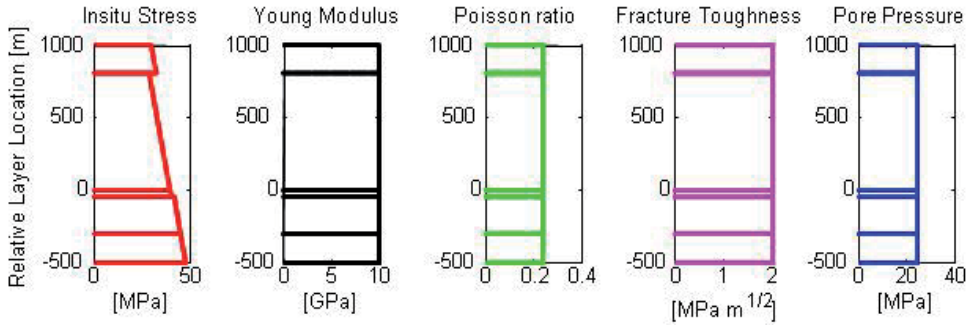 Insitu Stress Young Modulus Poisson ratio Fracture Toughness Pore Pressure
Relative Layer Location [m]
1000 1000 1000 1000 1000
500 500 500 500 500
0 0 0 0 0
-500 -500 -500 -500 -500
0 50 0 5 10 0 0.2 0.4 0 1 2 0 20 40
[MPa] [GPa] [MPa m^1/2] [MPa]